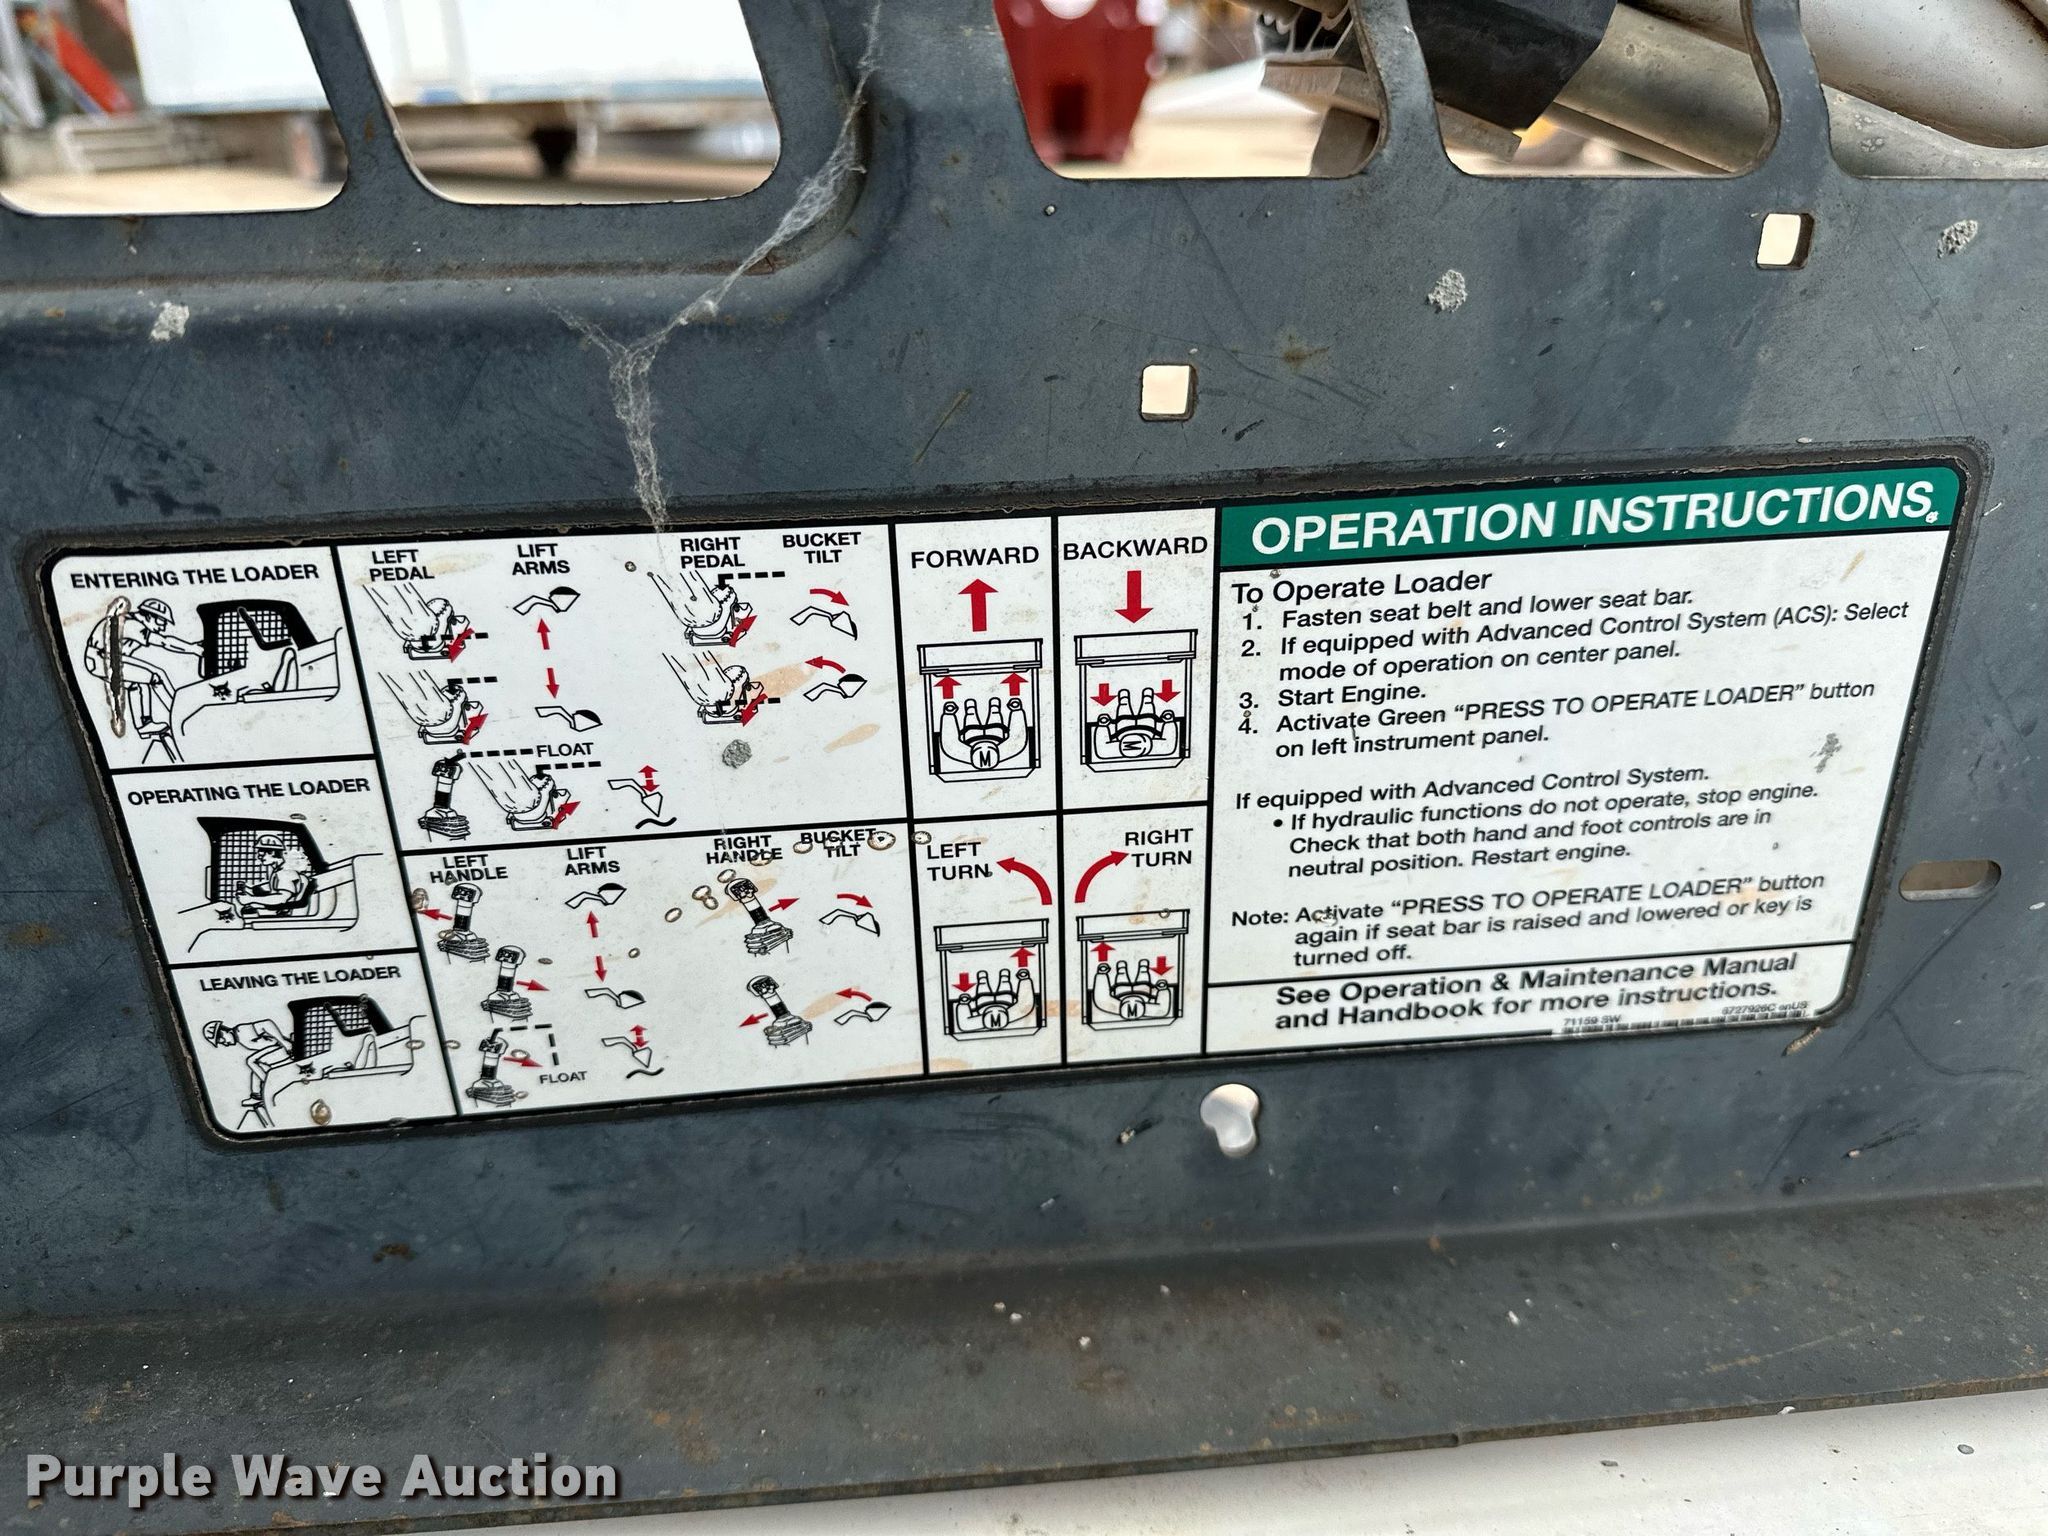 ENTERING THE LOADER
OPERATING THE LOADER
LEAVING THE LOADER
LEFT
PEDAL
LIFT
ARMS
RIGHT
PEDAL
BUCKET
TILT
FLOAT
LEFT
HANDLE
LIFT
ARMS
RIGHT
HANDLE
BUCKET
TILT
FLOAT
FORWARD
M
BACKWARD
M
LEFT
TURN
M
RIGHT
TURN
M
OPERATION INSTRUCTIONS
To Operate Loader
1. Fasten seat belt and lower seat bar.
2. If equipped with Advanced Control System (ACS): Select
mode of operation on center panel.
3. Start Engine.
4. Activate Green “PRESS TO OPERATE LOADER” button
on left instrument panel.
If equipped with Advanced Control System.
• If hydraulic functions do not operate, stop engine.
Check that both hand and foot controls are in
neutral position. Restart engine.
Note: Activate “PRESS TO OPERATE LOADER” button
again if seat bar is raised and lowered or key is
turned off.
See Operation & Maintenance Manual
and Handbook for more instructions.
71159 SW
6727926C enUS
Purple Wave Auction